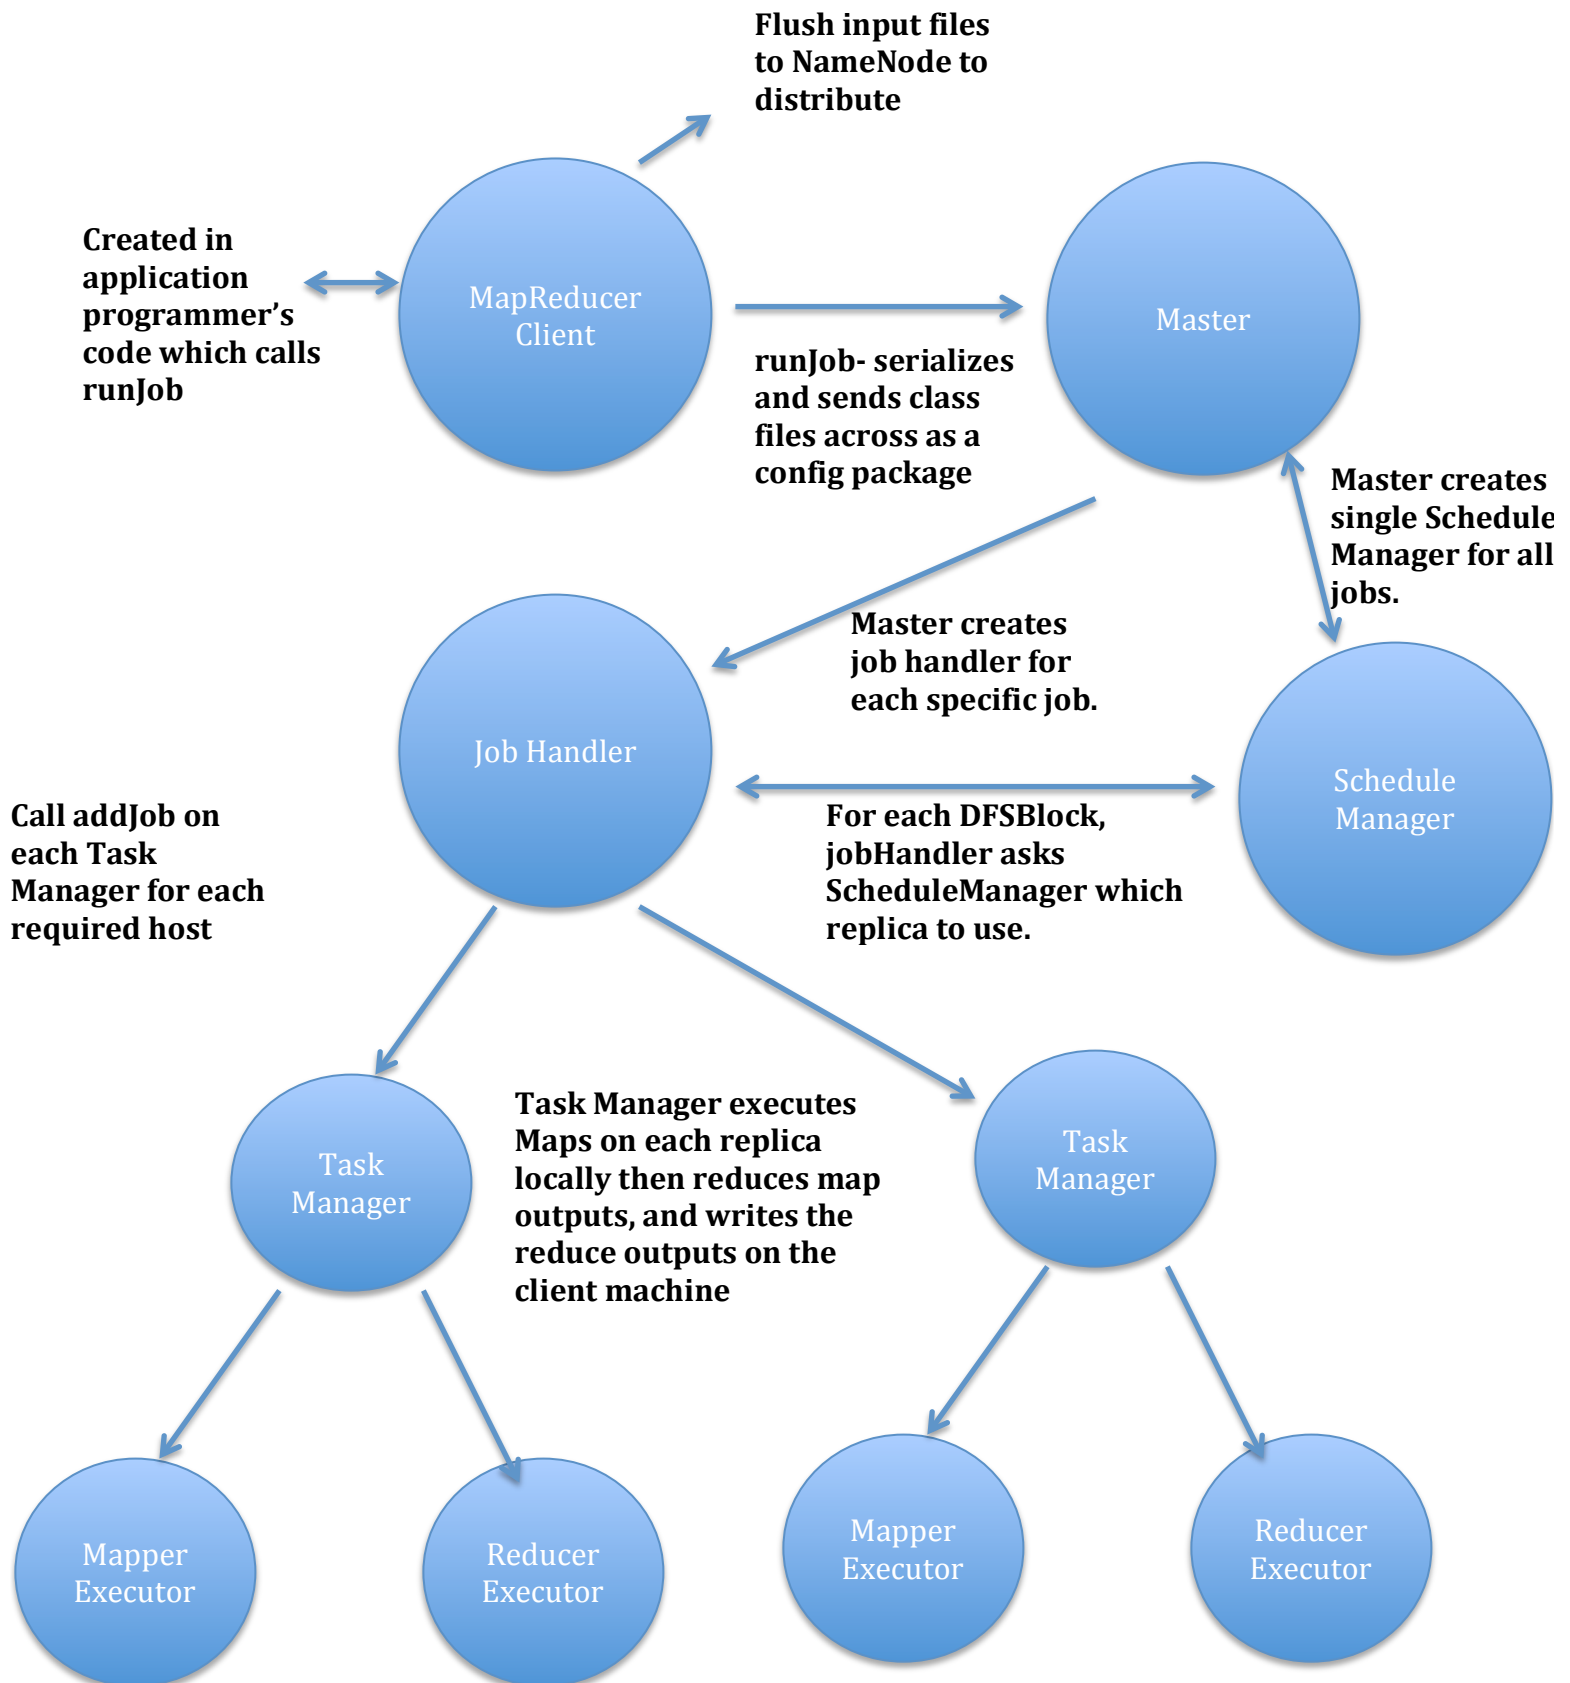 Flush input files
to NameNode to
distribute
Created in
application
programmer’s
code which calls
runJob
MapReducer
Client
Master
runJob- serializes
and sends class
files across as a
config package
Master creates
single Schedule
Manager for all
jobs.
Master creates
job handler for
each specific job.
Job Handler
Schedule
Manager
Call addJob on
each Task
Manager for each
required host
For each DFSBlock,
jobHandler asks
ScheduleManager which
replica to use.
Task Manager executes
Maps on each replica
locally then reduces map
outputs, and writes the
reduce outputs on the
client machine
Task
Manager
Task
Manager
Mapper
Executor
Reducer
Executor
Mapper
Executor
Reducer
Executor